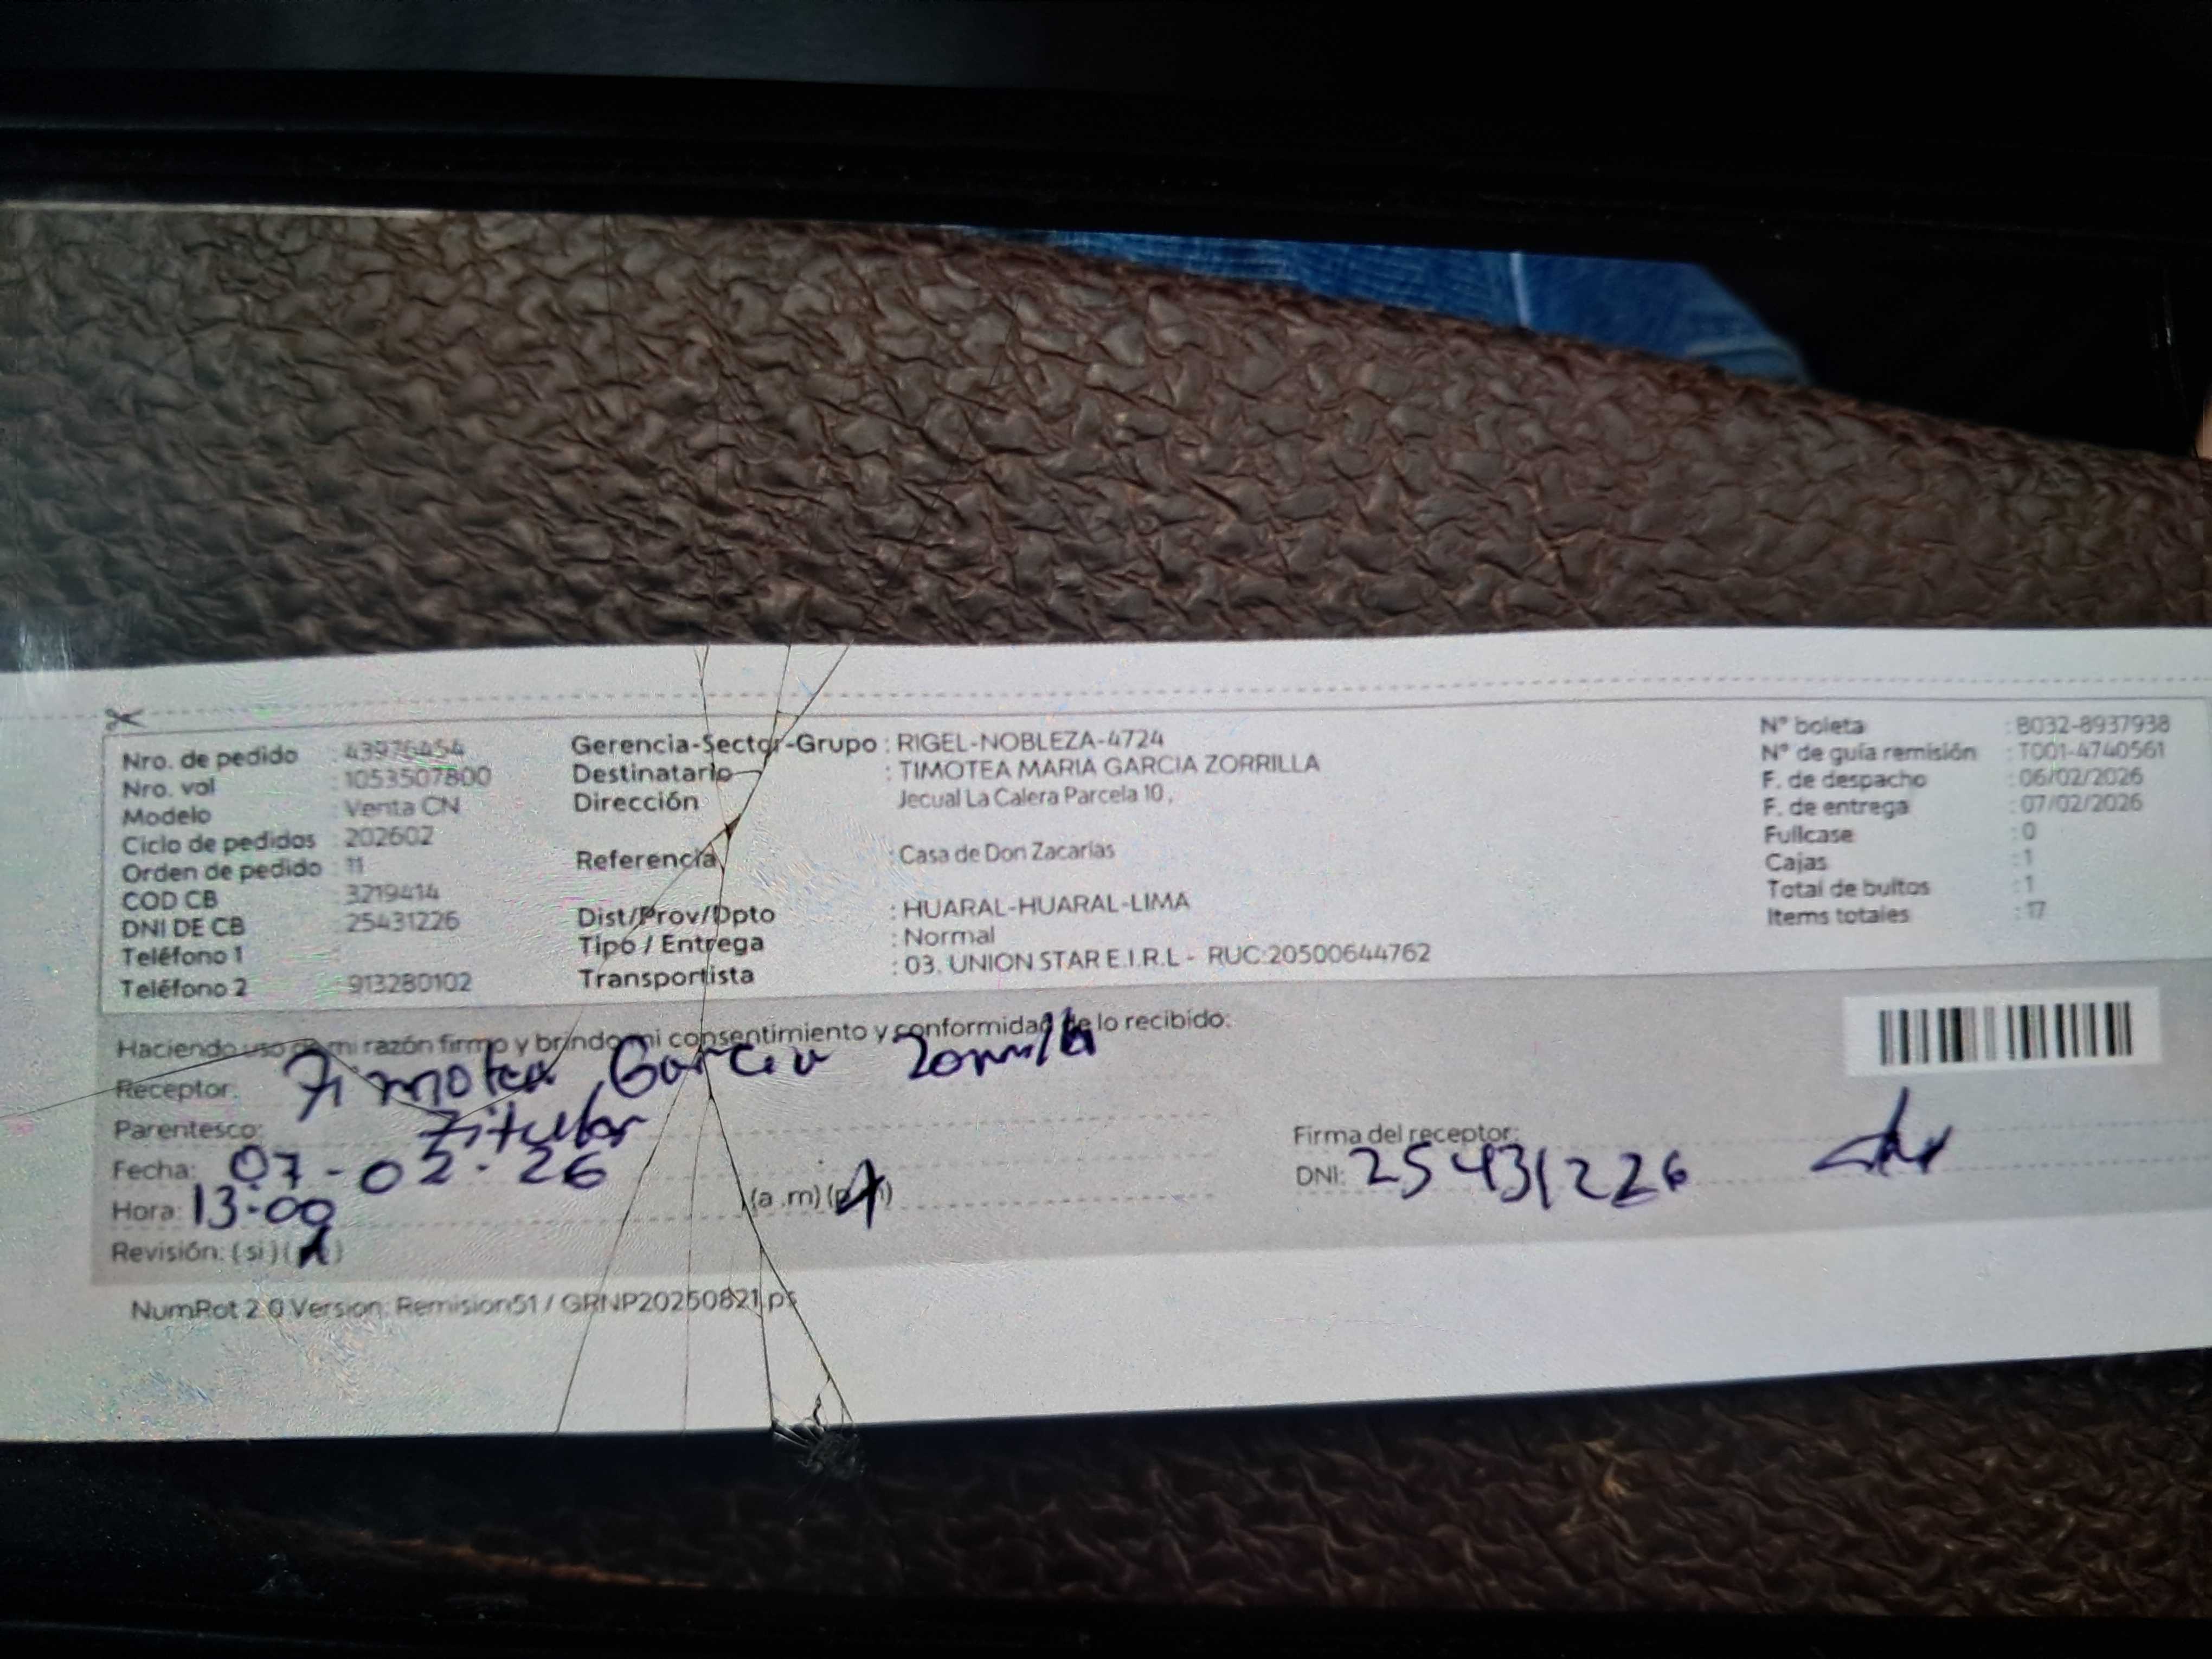 Nro. de pedido : 43976454
Nro. vol : 1053507800
Modelo : Venta CN
Ciclo de pedidos : 202602
Orden de pedido : 11
COD CB : 3219414
DNI DE CB : 25431226
Teléfono 1 :
Teléfono 2 : 913280102
Gerencia-Sector-Grupo : RIGEL-NOBLEZA-4724
Destinatario : TIMOTEA MARIA GARCIA ZORRILLA
Dirección Jecual La Calera Parcela 10 ,
Referencia : Casa de Don Zacarías
Dist/Prov/Dpto : HUARAL-HUARAL-LIMA
Tipo / Entrega : Normal
Transportista : 03. UNION STAR E.I.R.L - RUC:20500644762
N° boleta : B032-8937938
N° de guía remisión : T001-4740561
F. de despacho : 06/02/2026
F. de entrega : 07/02/2026
Fullcase : 0
Cajas : 1
Total de bultos : 1
Items totales : 17
Haciendo uso de mi razón firmo y brindo mi consentimiento y conformidad de lo recibido:
Receptor: Timotea Garcia Zorrilla
Parentesco: titular
Fecha: 07-02-26
Hora: 13:00 (a .m) (p.m)
Revisión: ( si ) ( )
Firma del receptor:
DNI: 25431226
NumRot 2.0 Version: Remision51 / GRNP20250821.ps